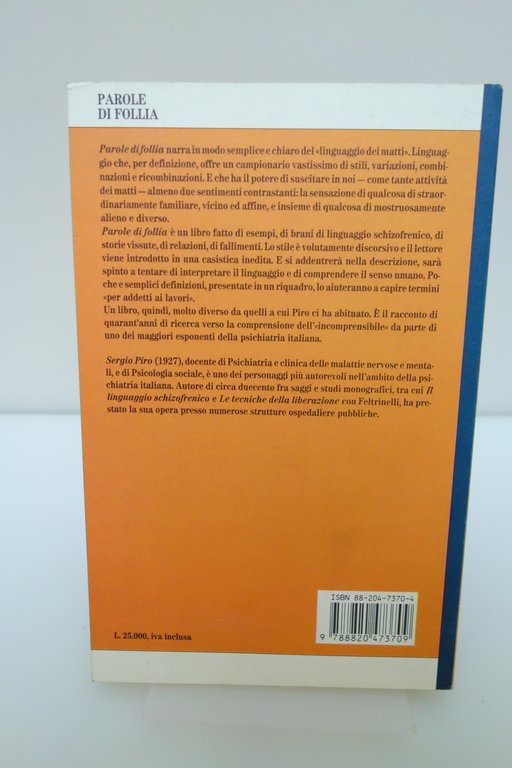 PAROLE
DI FOLLIA
Parole di follia narra in modo semplice e chiaro del «linguaggio dei matti». Linguag-
gio che, per definizione, offre un campionario vastissimo di stili, variazioni, combi-
nazioni e ricombinazioni. E che ha il potere di suscitare in noi — come tante attività
dei matti — almeno due sentimenti contrastanti: la sensazione di qualcosa di straor-
dinariamente familiare, vicino ed affine, e insieme di qualcosa di mostruosamente
alieno e diverso.
Parole di follia è un libro fatto di esempi, di brani di linguaggio schizofrenico, di
storie vissute, di relazioni, di fallimenti. Lo stile è volutamente discorsivo e il lettore
viene introdotto in una casistica inedita. E si addentrerà nella descrizione, sarà
spinto a tentare di interpretare il linguaggio e di comprendere il senso umano. Po-
che e semplici definizioni, presentate in un riquadro, lo aiuteranno a capire termini
«per addetti ai lavori».
Un libro, quindi, molto diverso da quelli a cui Piro ci ha abituato. È il racconto di
quarant'anni di ricerca verso la comprensione dell'«incomprensibile» da parte di
uno dei maggiori esponenti della psichiatria italiana.
Sergio Piro (1927), docente di Psichiatria e clinica delle malattie nervose e menta-
li, e di Psicologia sociale, è uno dei personaggi più autorevoli nell'ambito della psi-
chiatria italiana. Autore di circa duecento fra saggi e studi monografici, tra cui Il
linguaggio schizofrenico e Le tecniche della liberazione con Feltrinelli, ha pre-
stato la sua opera presso numerose strutture ospedaliere pubbliche.
ISBN 88-204-7370-4
9 788820 473709
L. 25.000, iva inclusa